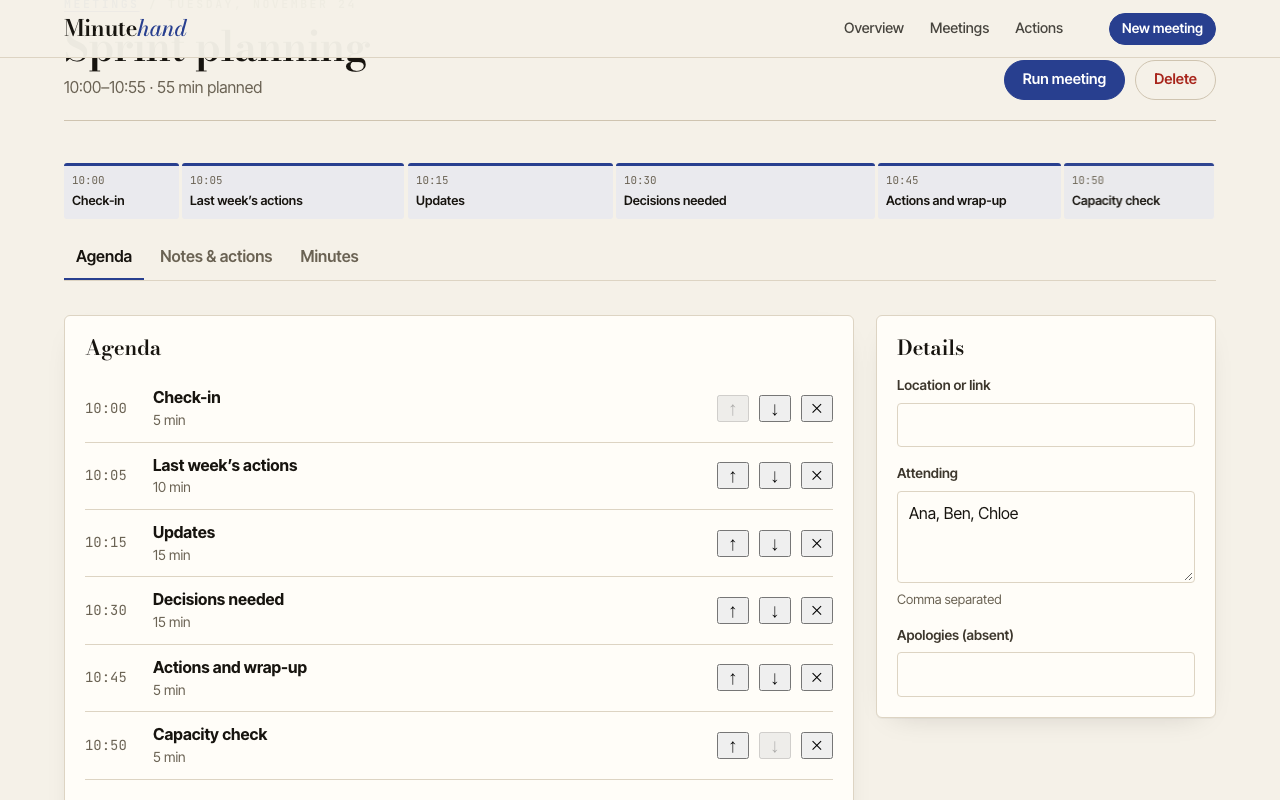 MEETINGS / TUESDAY, NOVEMBER 26
Minutehand
Overview
Meetings
Actions
New meeting
Sprint planning
10:00–10:55 · 55 min planned
Run meeting
Delete
10:00
Check-in
10:05
Last week’s actions
10:15
Updates
10:30
Decisions needed
10:45
Actions and wrap-up
10:50
Capacity check
Agenda
Notes & actions
Minutes
Agenda
10:00
Check-in
5 min
↑ ↓ ×
10:05
Last week’s actions
10 min
↑ ↓ ×
10:15
Updates
15 min
↑ ↓ ×
10:30
Decisions needed
15 min
↑ ↓ ×
10:45
Actions and wrap-up
5 min
↑ ↓ ×
10:50
Capacity check
5 min
↑ ↓ ×
Details
Location or link
Attending
Ana, Ben, Chloe
Comma separated
Apologies (absent)